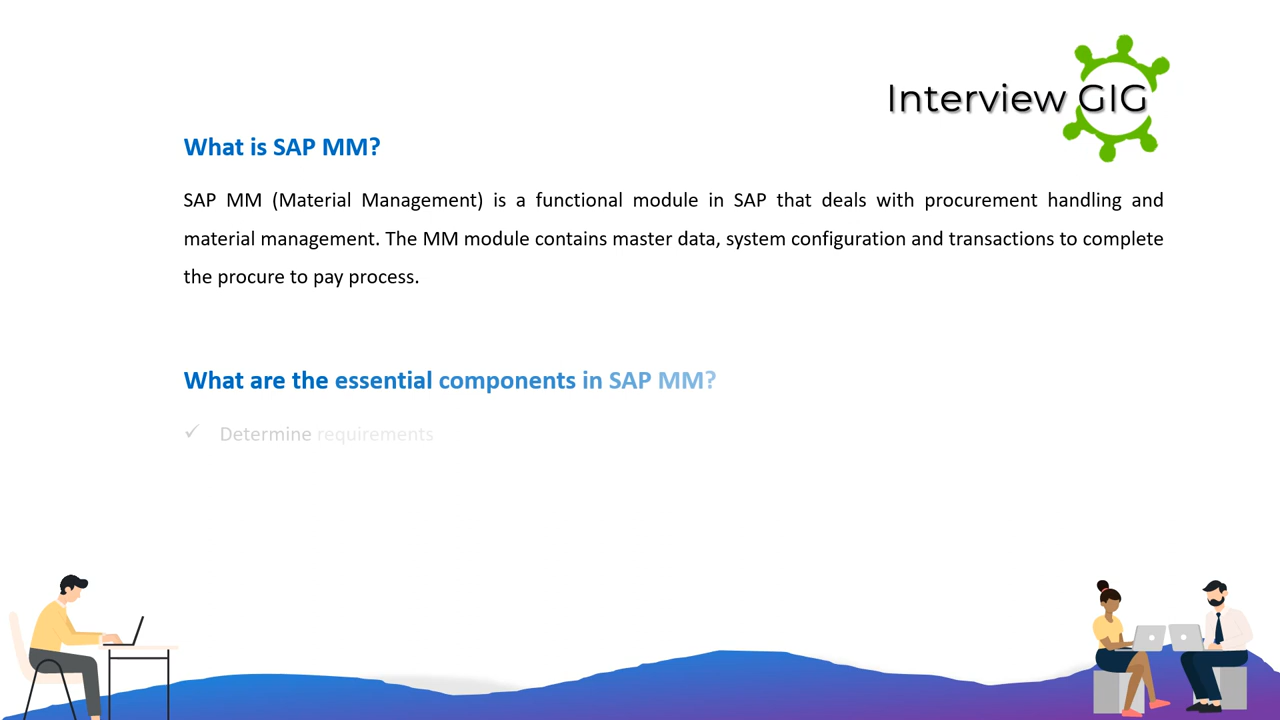 Interview GIG
What is SAP MM?
SAP MM (Material Management) is a functional module in SAP that deals with procurement handling and
material management. The MM module contains master data, system configuration and transactions to complete
the procure to pay process.
What are the essential components in SAP MM?
✓ Determine requirements